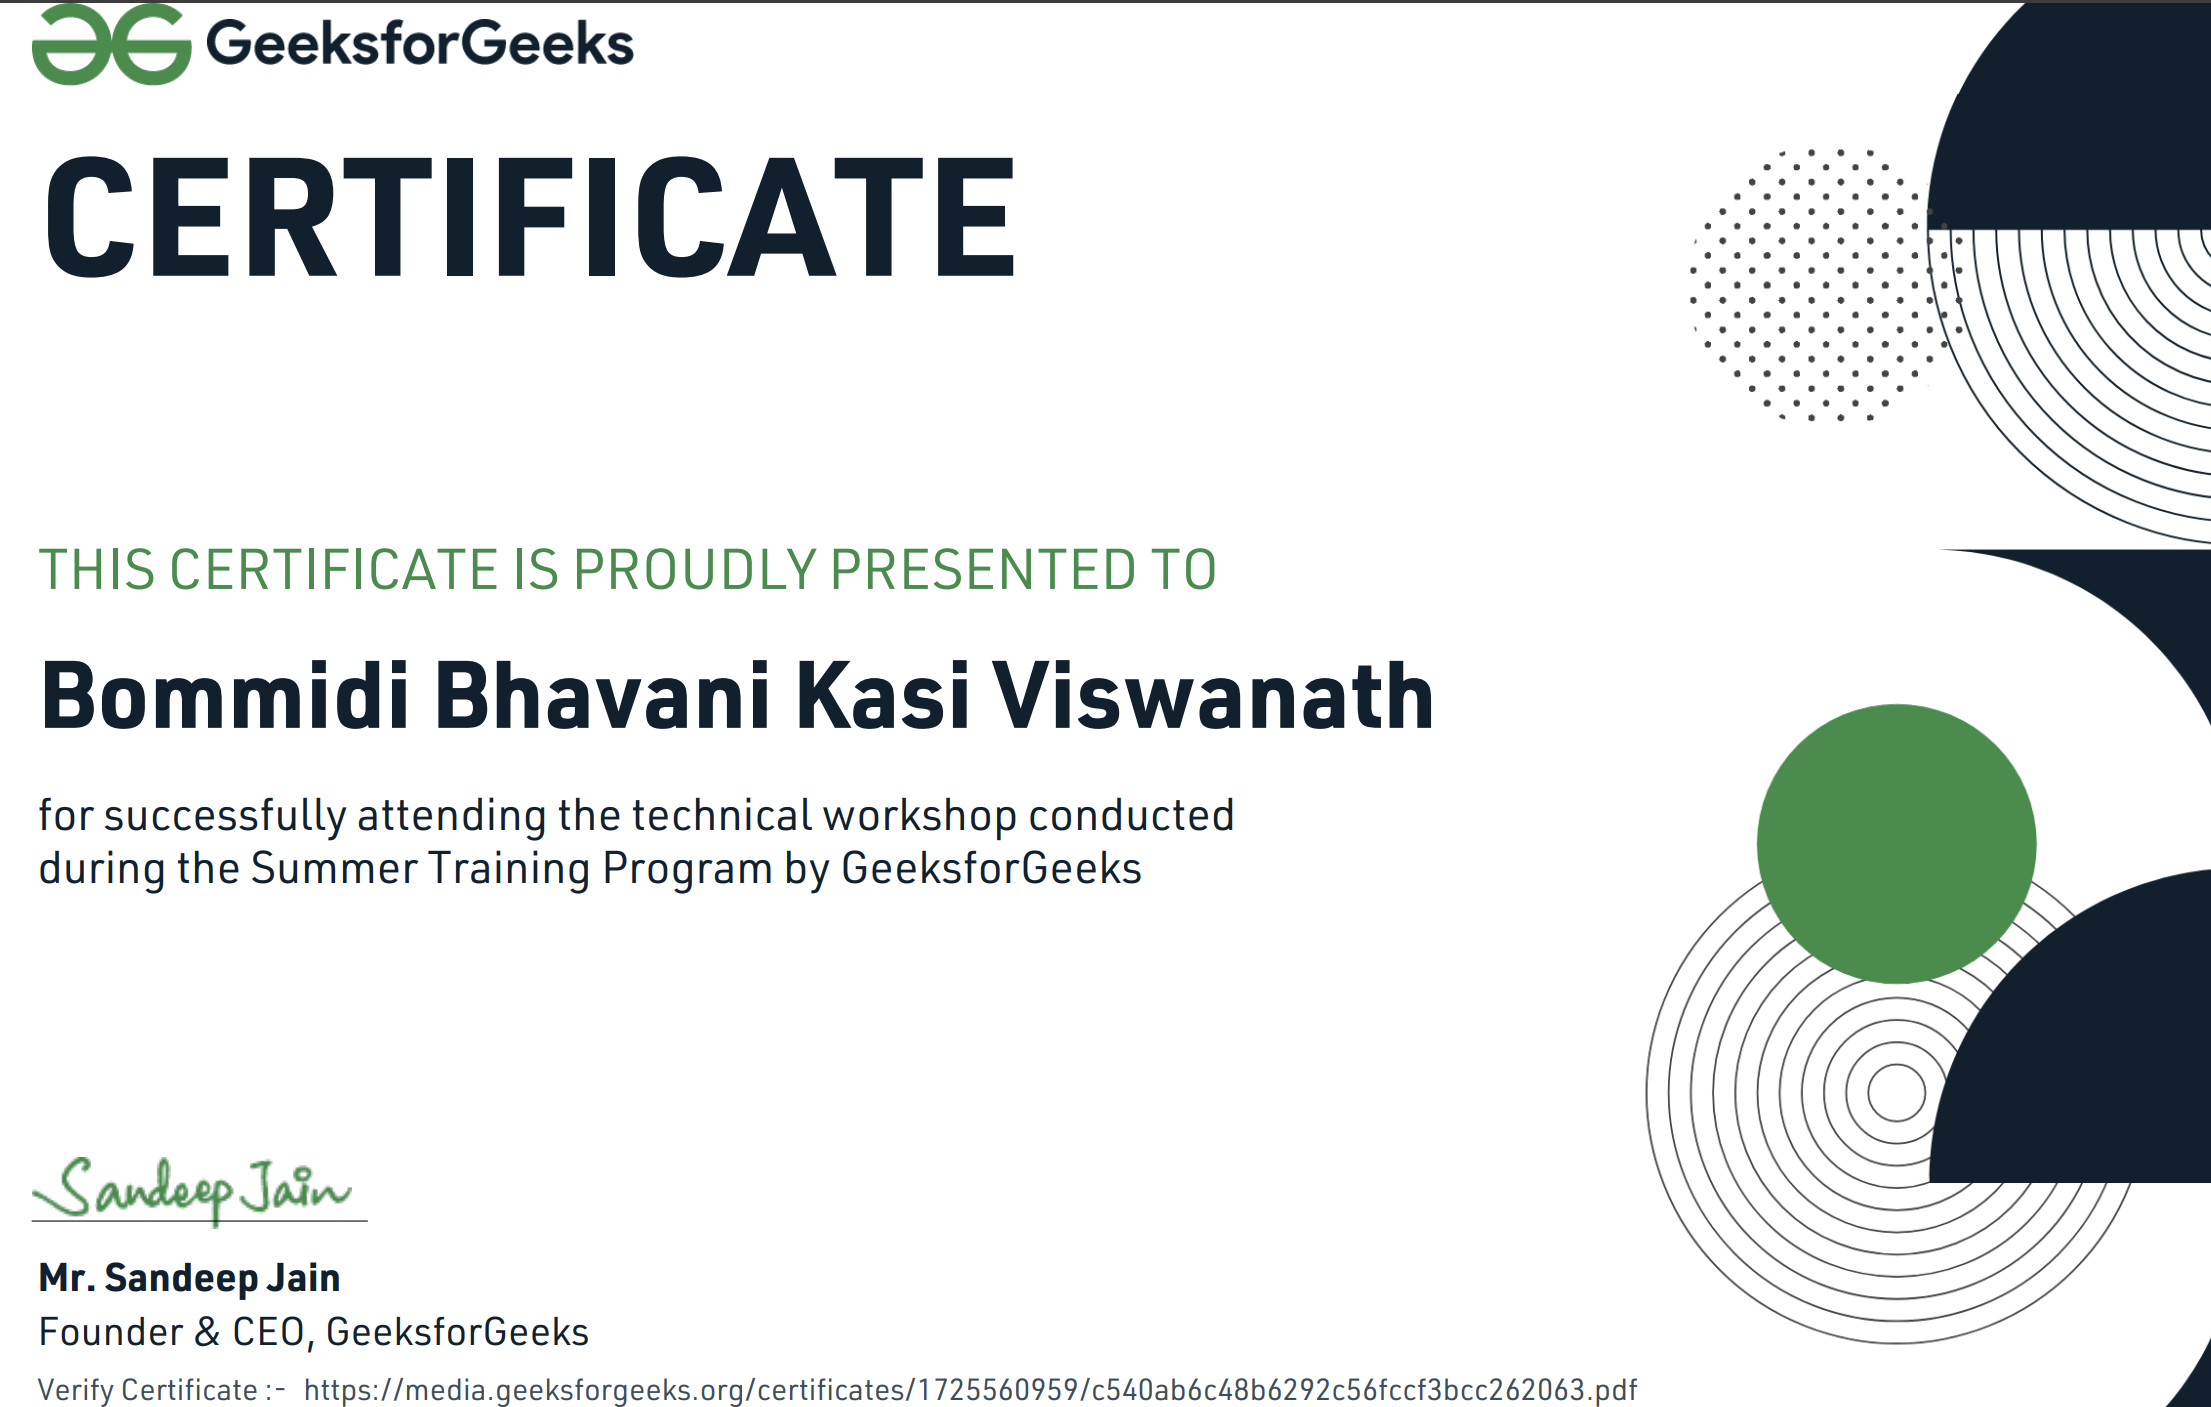 GeeksforGeeks
CERTIFICATE
THIS CERTIFICATE IS PROUDLY PRESENTED TO
Bommidi Bhavani Kasi Viswanath
for successfully attending the technical workshop conducted
during the Summer Training Program by GeeksforGeeks
Sandeep Jain
Mr. Sandeep Jain
Founder & CEO, GeeksforGeeks
Verify Certificate :- https://media.geeksforgeeks.org/certificates/1725560959/c540ab6c48b6292c56fccf3bcc262063.pdf